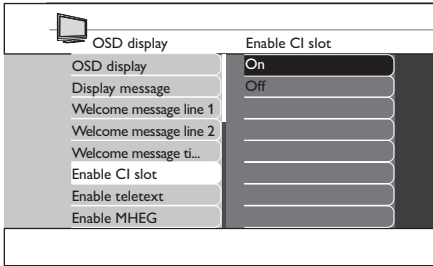 OSD display
Enable CI slot
OSD display
On
Display message
Off
Welcome message line 1
Welcome message line 2
Welcome message ti...
Enable CI slot
Enable teletext
Enable MHEG